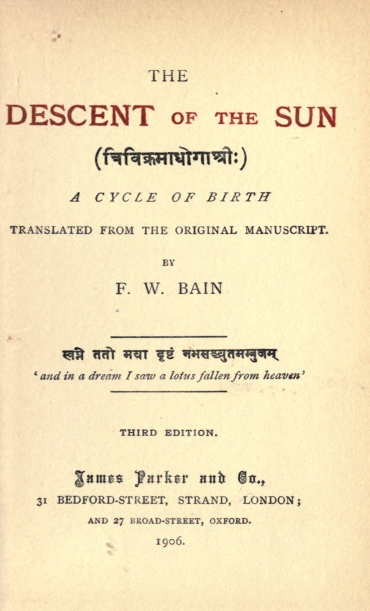 THE
DESCENT OF THE SUN
(त्रिविक्रमाधोगाश्रीः)
A CYCLE OF BIRTH
TRANSLATED FROM THE ORIGINAL MANUSCRIPT.
BY
F. W. BAIN
स्वप्ने ततो मया दृष्टं नभसश्च्युतमम्बुजम्
‘and in a dream I saw a lotus fallen from heaven’
THIRD EDITION.
James Parker and Co.,
31 BEDFORD-STREET, STRAND, LONDON;
AND 27 BROAD-STREET, OXFORD.
1906.